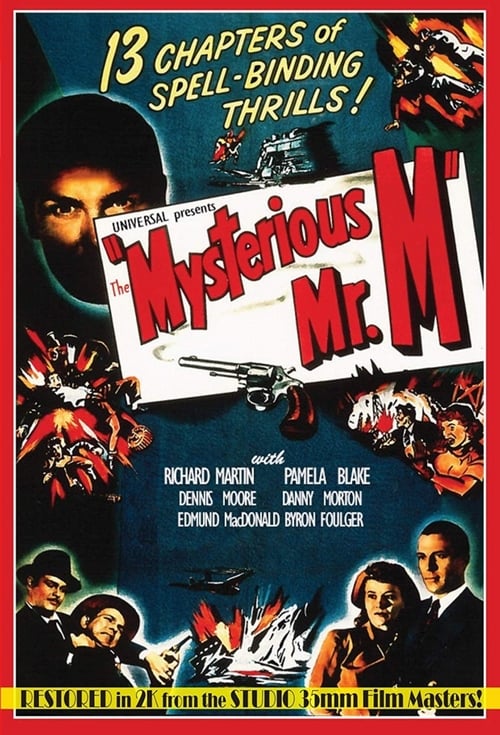 13 CHAPTERS of
SPELL-BINDING
THRILLS!
UNIVERSAL presents
The "Mysterious
Mr. M"
with
RICHARD MARTIN PAMELA BLAKE
DENNIS MOORE DANNY MORTON
EDMUND MacDONALD BYRON FOULGER
RESTORED in 2K from the STUDIO 35mm Film Masters!